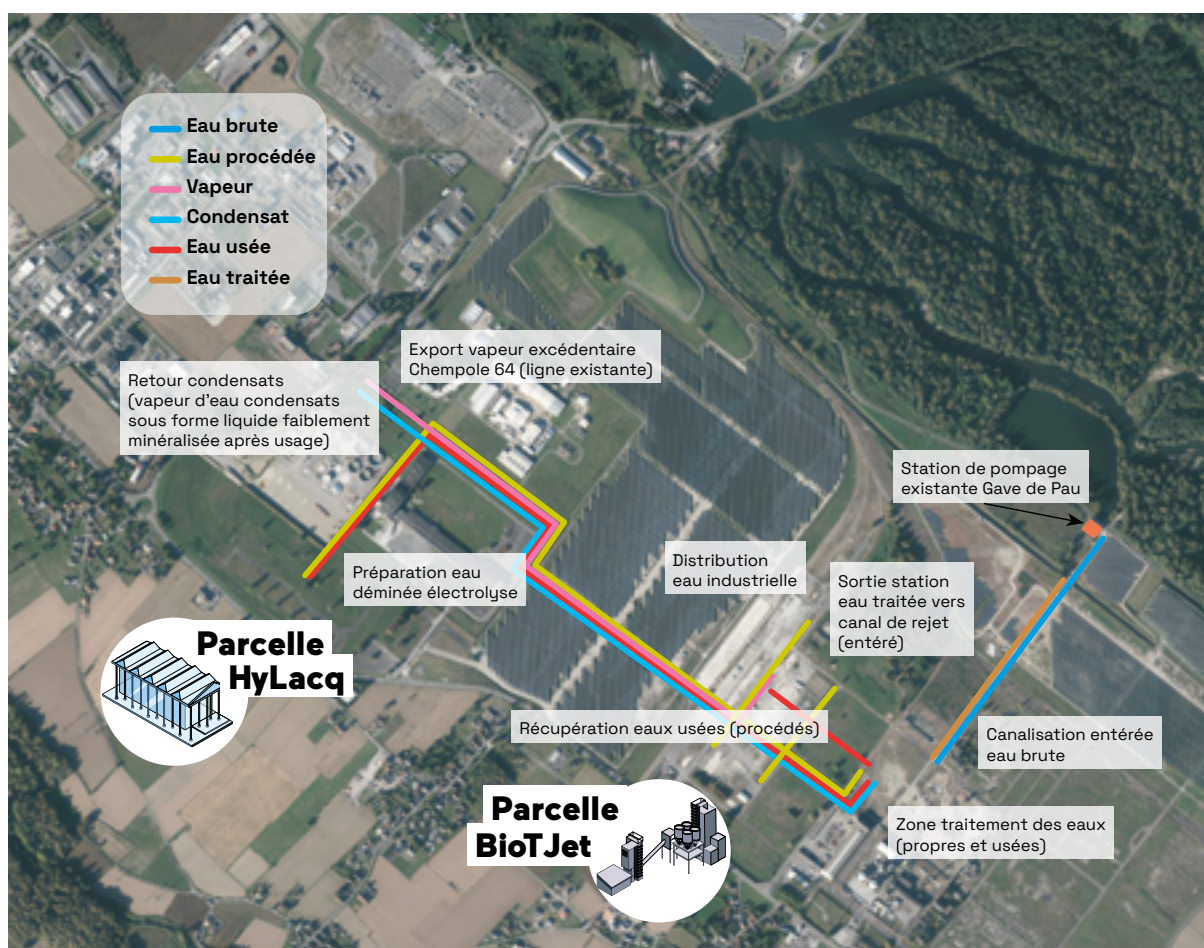 Eau brute
Eau procédée
Vapeur
Condensat
Eau usée
Eau traitée
Export vapeur excédentaire
Chempole 64 (ligne existante)
Retour condensats
(vapeur d'eau condensats
sous forme liquide faiblement
minéralisée après usage)
Station de pompage
existante Gave de Pau
Préparation eau
déminée électrolyse
Distribution
eau industrielle
Sortie station
eau traitée vers
canal de rejet
(entéré)
Parcelle
HyLacq
Récupération eaux usées (procédés)
Canalisation entérée
eau brute
Parcelle
BioTJet
Zone traitement des eaux
(propres et usées)